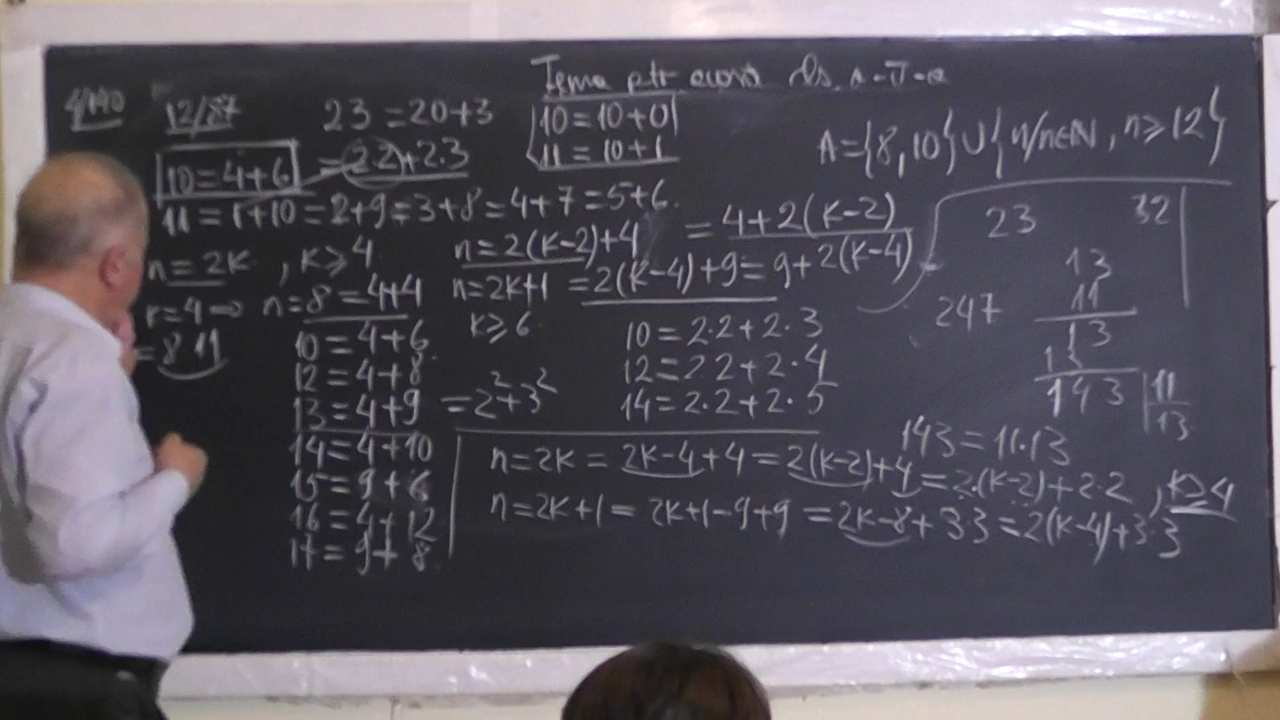 Tema ptr acasă cls. a-V-a
4/140
12/87
23 = 20+3
10 = 10+0
11 = 10+1
A={8,10}∪{n/n∈N, n≥12}
10=4+6 = 2·2+2·3
11 = 1+10 = 2+9 = 3+8 = 4+7 = 5+6.
n=2k, k≥4
n=2(k-2)+4 = 4+2(k-2)
n=2k+1 = 2(k-4)+9 = 9+2(k-4)
k≥6
k=4 ⇒ n=8=4+4
= 8 11
10=4+6
12=4+8
13=4+9 = 2²+3²
14=4+10
15=9+6
16=4+12
17=9+8
10=2·2+2·3
12=2·2+2·4
14=2·2+2·5
23 32
247
13
11
13
13
143 11
13
143=11·13
n=2k = 2k-4+4 = 2(k-2)+4 = 2·(k-2)+2·2, k≥4
n=2k+1 = 2k+1-9+9 = 2k-8+3·3 = 2(k-4)+3·3